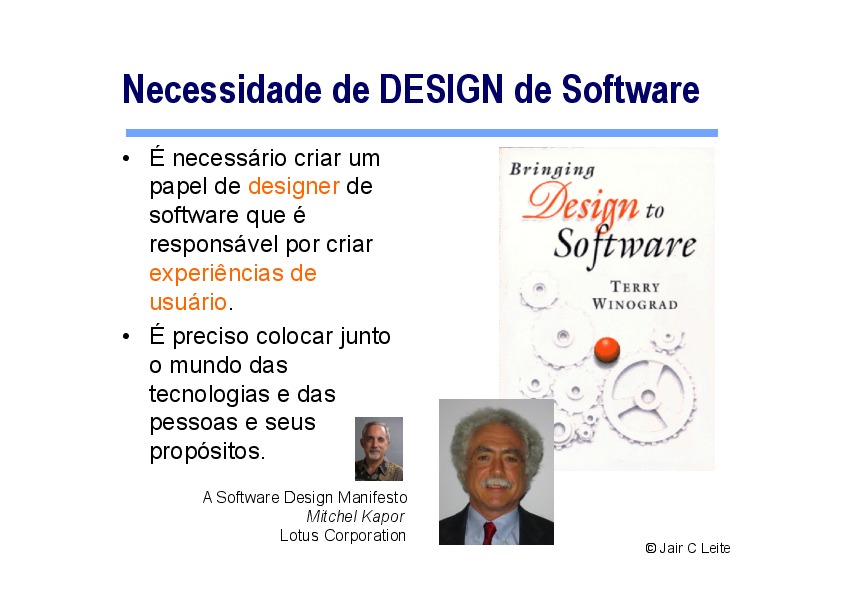 Necessidade de DESIGN de Software
• É necessário criar um
papel de designer de
software que é
responsável por criar
experiências de
usuário.
• É preciso colocar junto
o mundo das
tecnologias e das
pessoas e seus
propósitos.
A Software Design Manifesto
Mitchel Kapor
Lotus Corporation
Bringing
Design to
Software
TERRY
WINOGRAD
© Jair C Leite